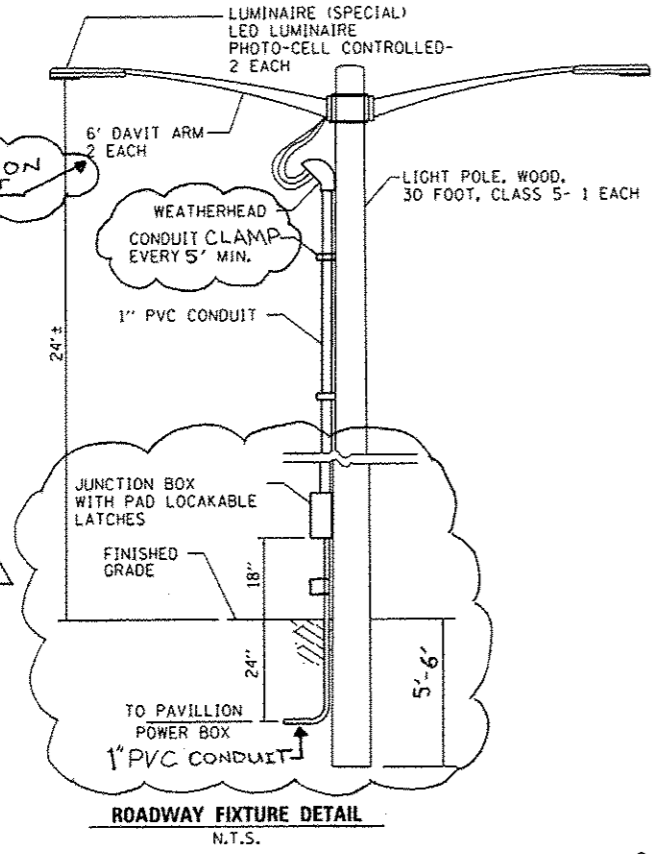 LUMINAIRE (SPECIAL)
LED LUMINAIRE
PHOTO-CELL CONTROLLED-
2 EACH
6' DAVIT ARM
2 EACH
LIGHT POLE, WOOD,
30 FOOT, CLASS 5- 1 EACH
WEATHERHEAD
CONDUIT CLAMP
EVERY 5' MIN.
1" PVC CONDUIT
24'±
JUNCTION BOX
WITH PAD LOCAKABLE
LATCHES
FINISHED
GRADE
18"
24"
5'-6'
TO PAVILLION
POWER BOX
1" PVC CONDUIT
ROADWAY FIXTURE DETAIL
N.T.S.